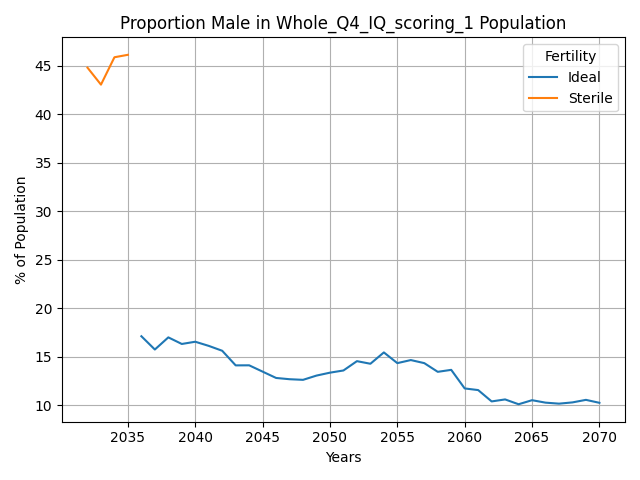 Proportion Male in Whole_Q4_IQ_scoring_1 Population
Fertility
Ideal
Sterile
% of Population
45
40
35
30
25
20
15
10
2035 2040 2045 2050 2055 2060 2065 2070
Years